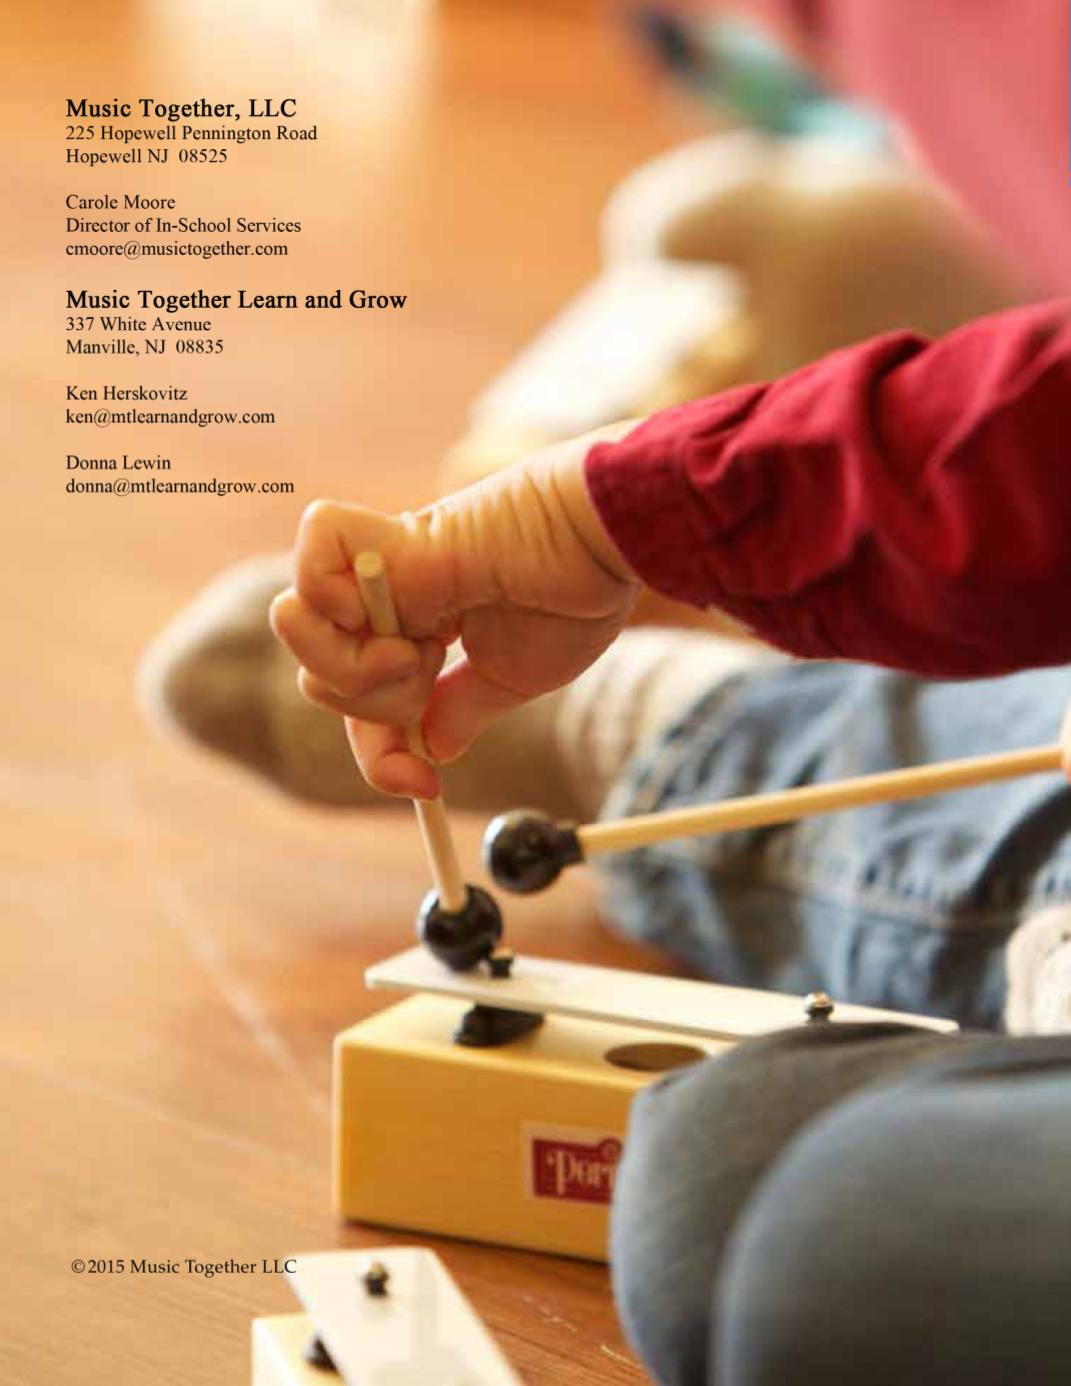 Music Together, LLC
225 Hopewell Pennington Road
Hopewell NJ  08525
Carole Moore
Director of In-School Services
cmoore@musictogether.com
Music Together Learn and Grow
337 White Avenue
Manville, NJ  08835
Ken Herskovitz
ken@mtlearnandgrow.com
Donna Lewin
donna@mtlearnandgrow.com
©2015 Music Together LLC